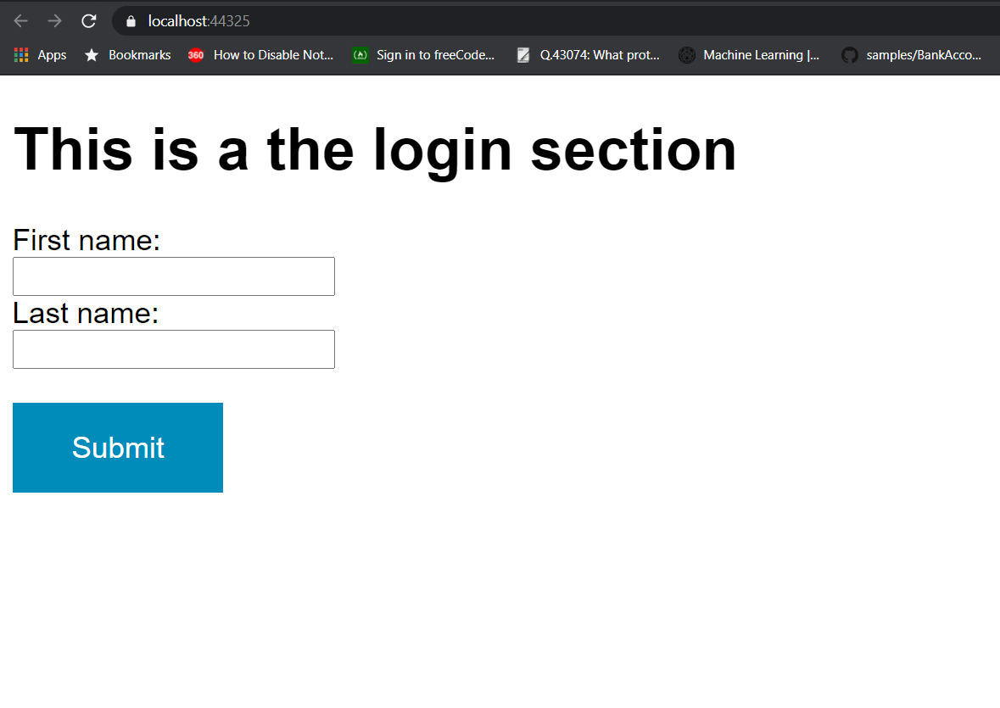 localhost:44325
Apps Bookmarks 360 How to Disable Not... Sign in to freeCode... Q.43074: What prot... Machine Learning |... samples/BankAcco...
This is a the login section
First name:
Last name:
Submit